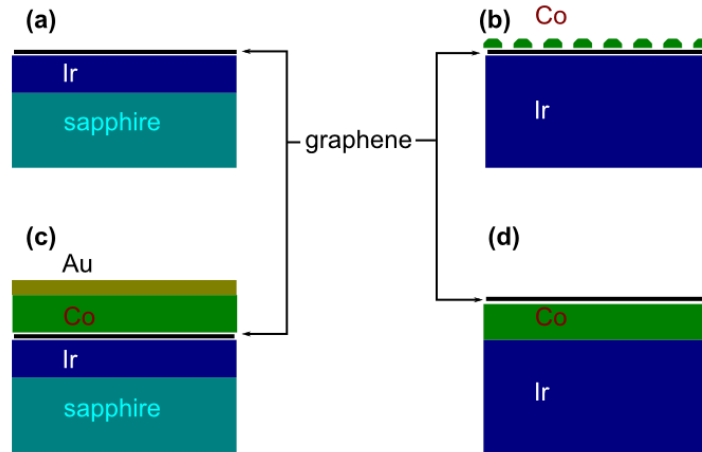 (a)
Ir
sapphire
(b)
Co
Ir
graphene
(c)
Au
Co
Ir
sapphire
(d)
Co
Ir